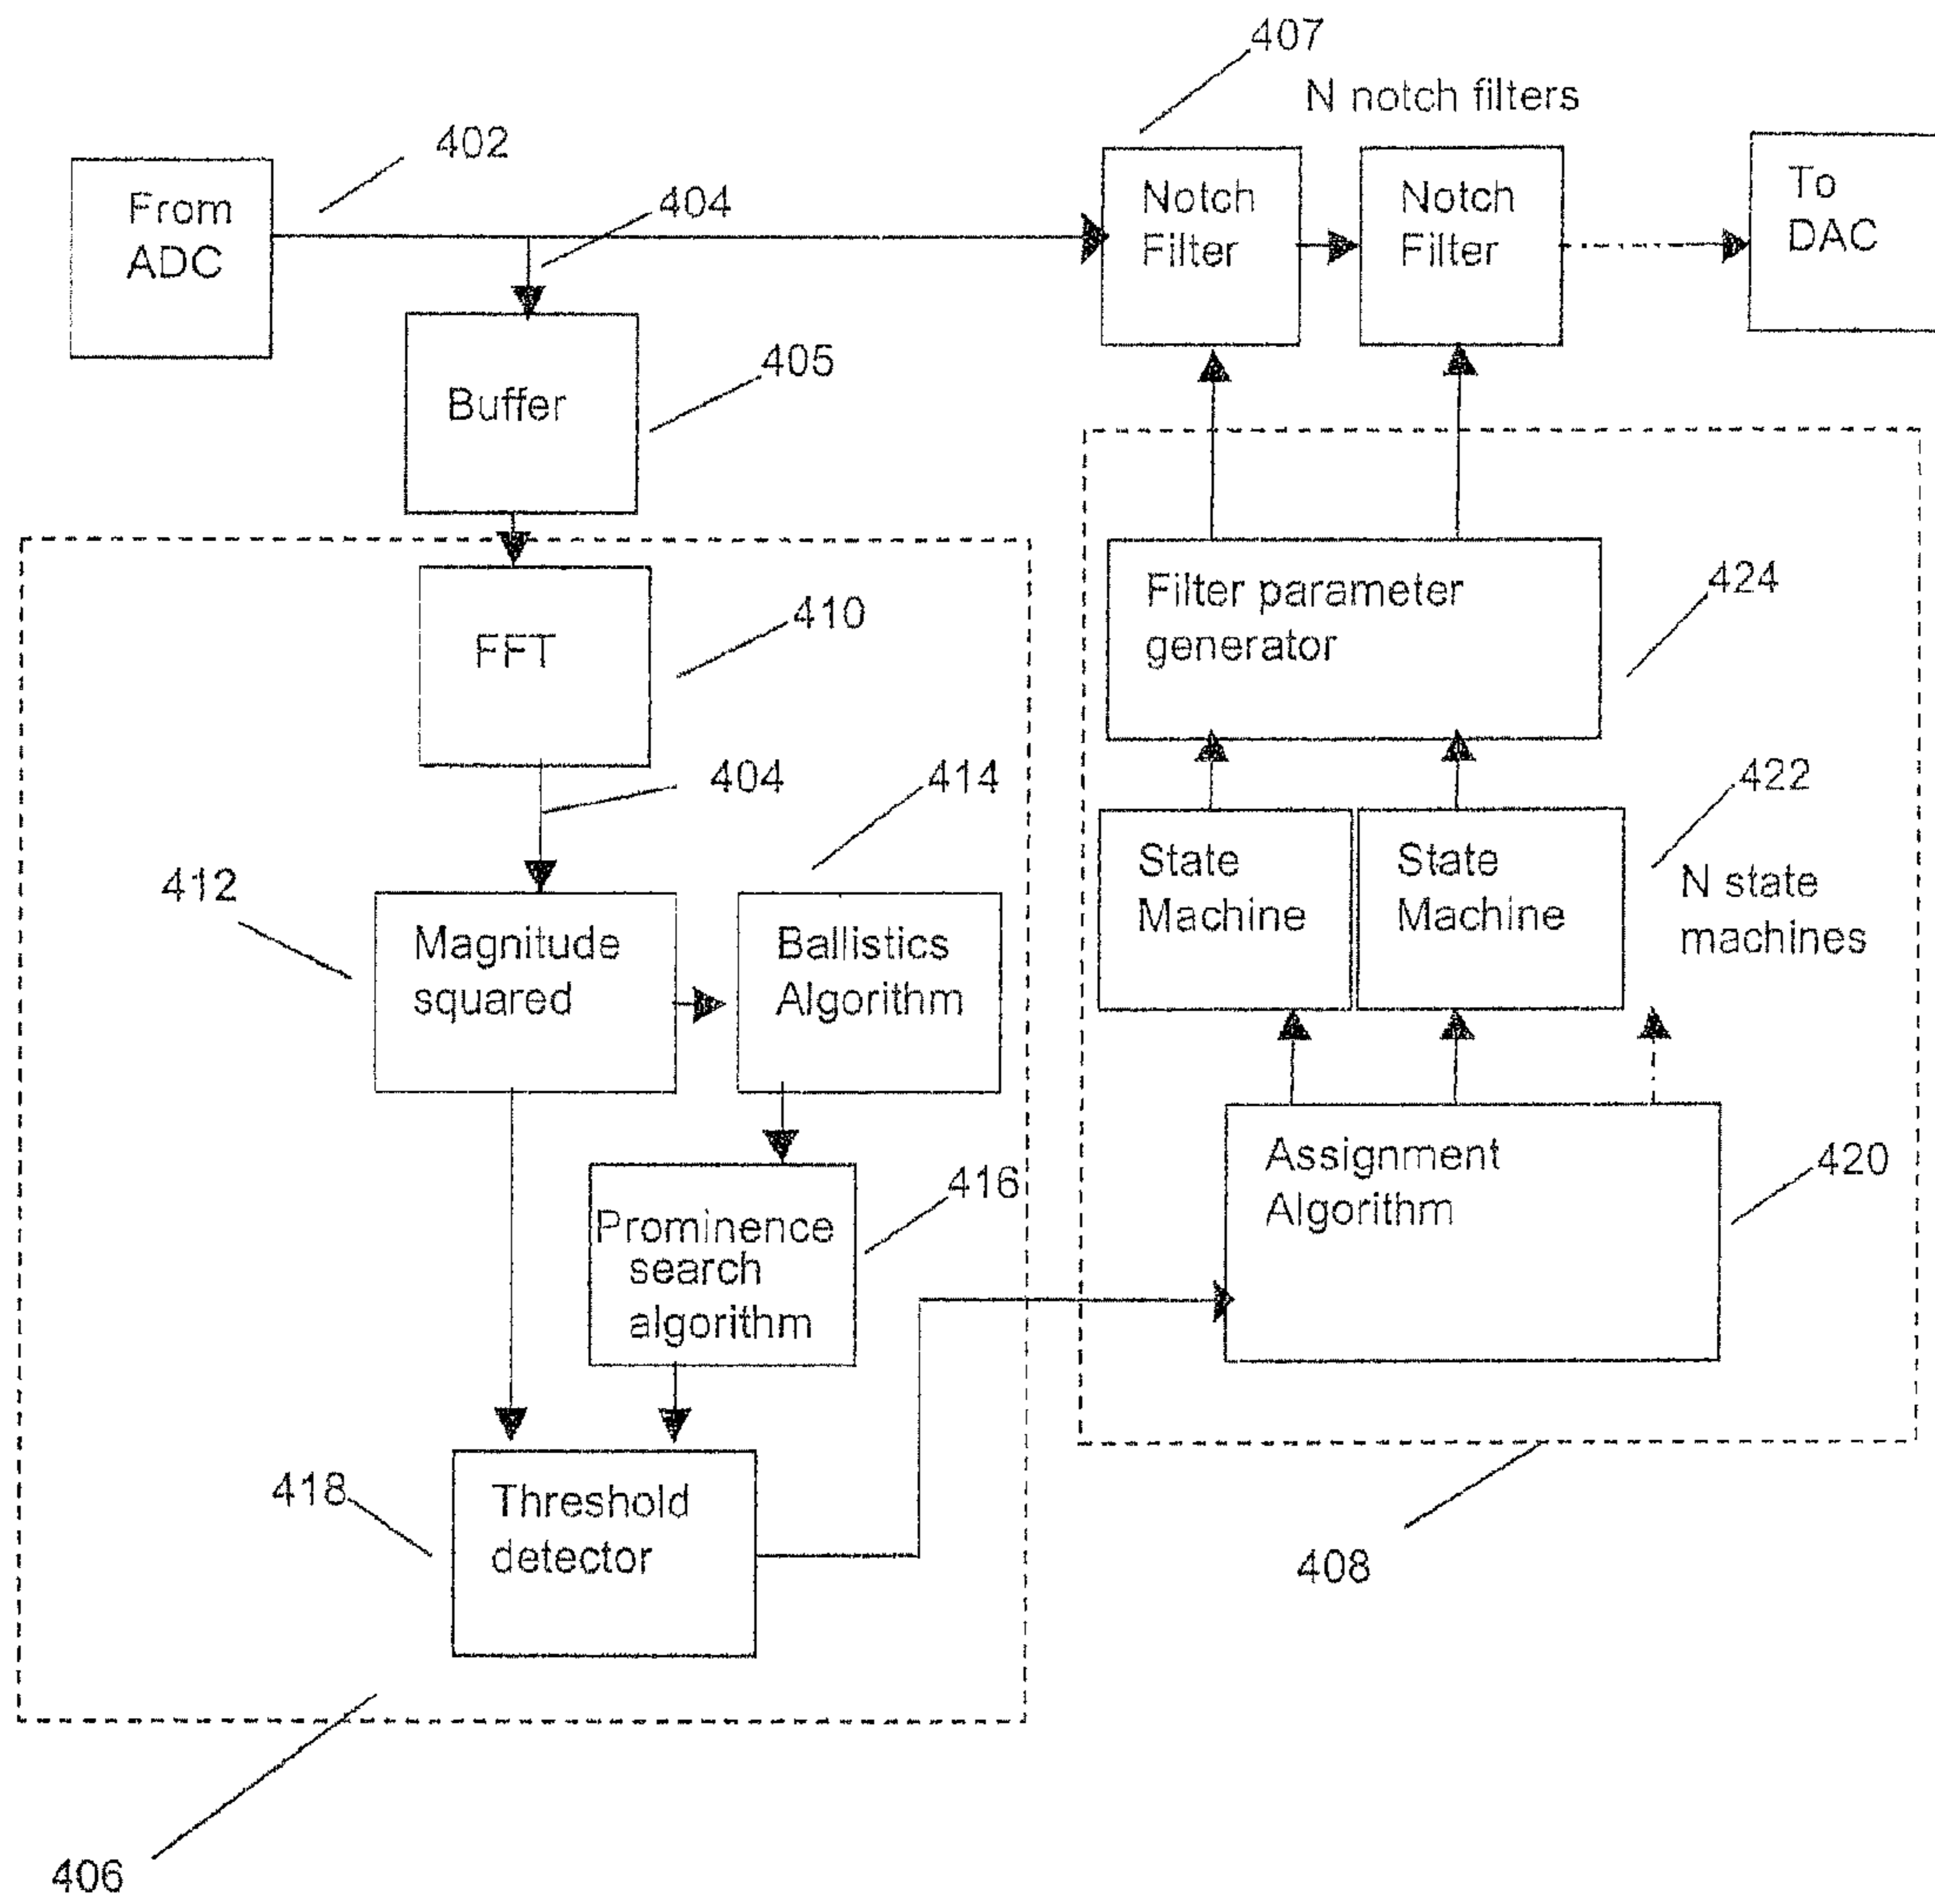 407
N notch filters
402
404
From
ADC
Notch
Filter
Notch
Filter
To
DAC
Buffer
405
FFT
410
Filter parameter
generator
424
404
414
412
Magnitude
squared
Ballistics
Algorithm
State
Machine
State
Machine
422
N state
machines
416
Prominence
search
algorithm
Assignment
Algorithm
420
418
Threshold
detector
408
406